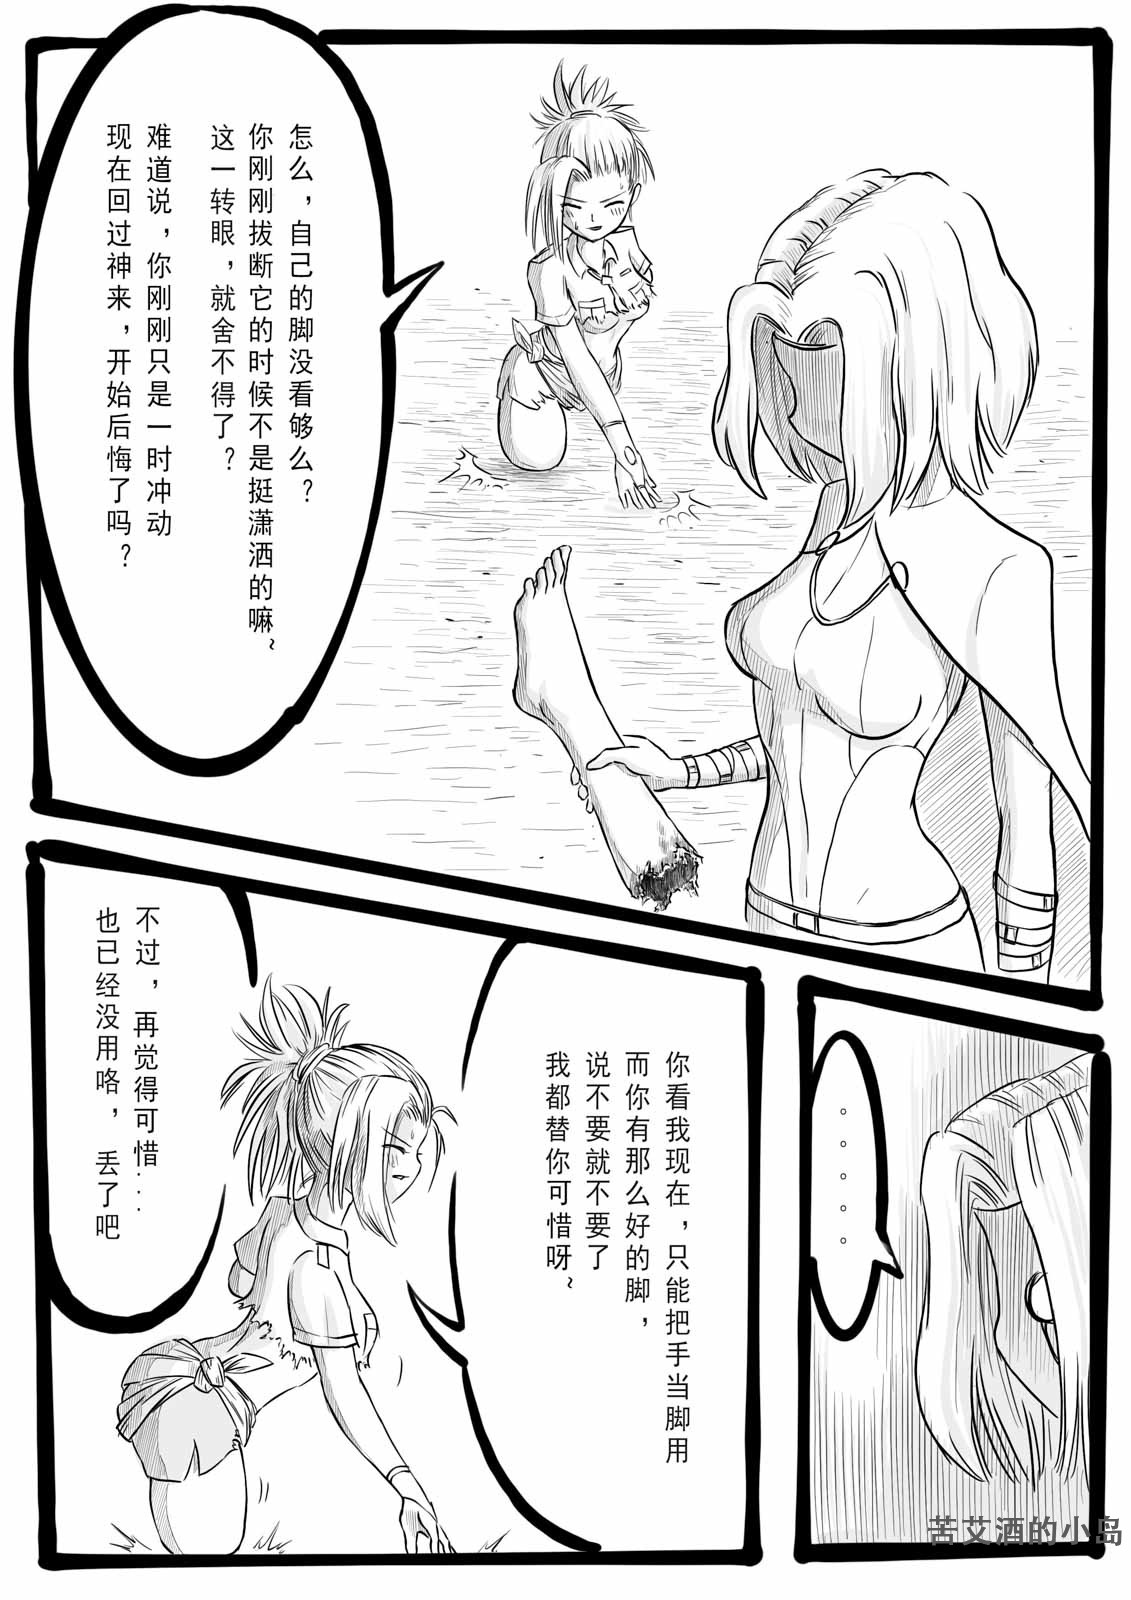 怎么，自己的脚没看够么？
你刚刚拔断它的时候不是挺潇洒的嘛~
这一转眼，就舍不得了？
难道说，你刚刚只是一时冲动
现在回过神来，开始后悔了吗？
。。。。。
你看我现在，只能把手当脚用
而你有那么好的脚，
说不要就不要了
我都替你可惜呀~
不过，再觉得可惜...
也已经没用咯，丢了吧
苦艾酒的小岛